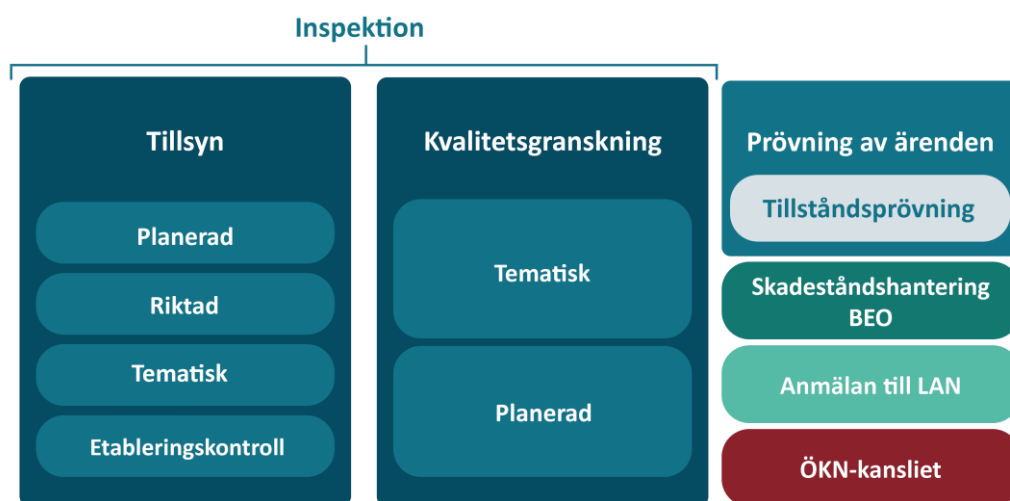 Inspektion
Tillsyn
Planerad
Riktad
Tematisk
Etableringskontroll
Kvalitetsgranskning
Tematisk
Planerad
Prövning av ärenden
Tillståndsprövning
Skadeståndshantering
BEO
Anmälan till LAN
ÖKN-kansliet